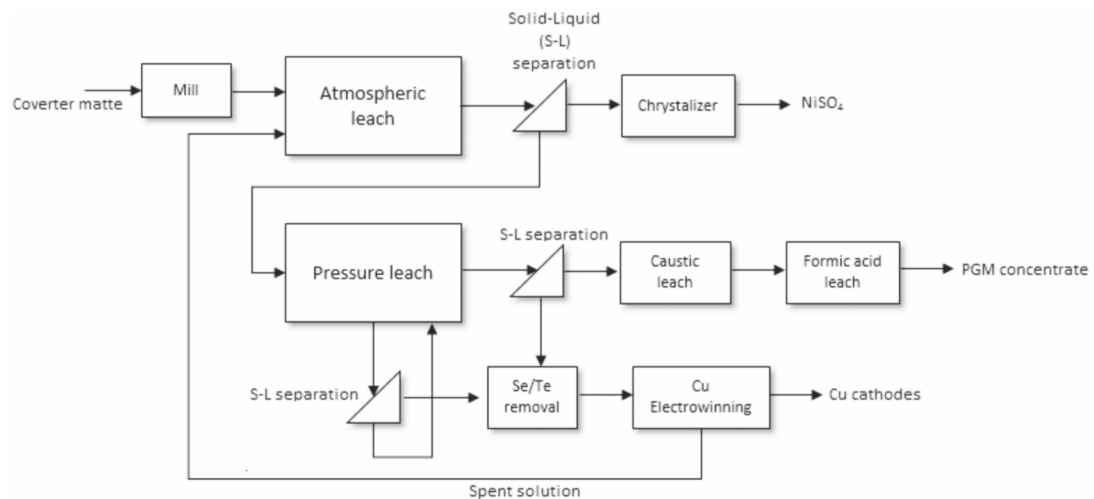 Solid-Liquid
(S-L)
separation
Mill
Coverter matte
Atmospheric
leach
Chrystalizer
NiSO₄
S-L separation
Pressure leach
Caustic
leach
Formic acid
leach
PGM concentrate
S-L separation
Se/Te
removal
Cu
Electrowinning
Cu cathodes
Spent solution